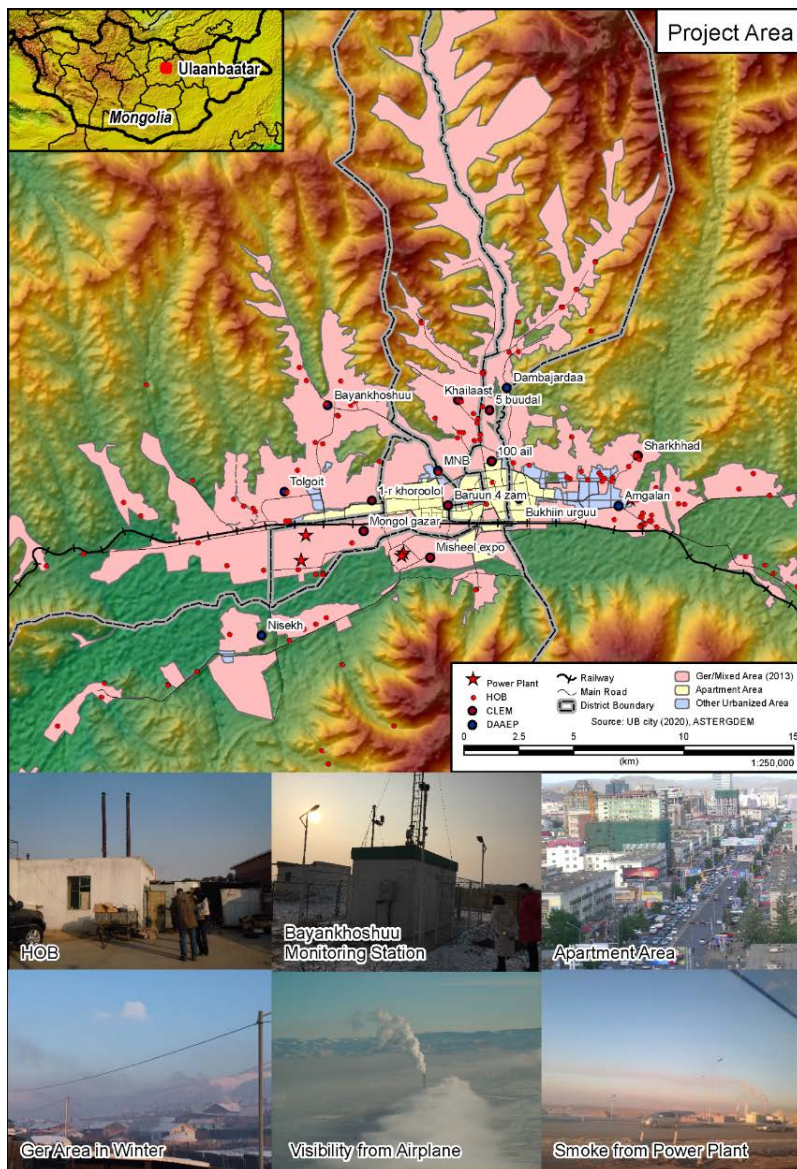 Project Area
Ulaanbaatar
Mongolia
Dambajardaa
Khailaast
Bayankhoshuu
5 buudal
Sharkhhad
100 ail
MNB
Tolgoit
1-r khoroolol
Baruun 4 zam
Amgalan
Bukhiin urguu
Mongol gazar
Misheel expo
Nisekh
Power Plant
HOB
CLEM
DAAEP
Railway
Main Road
District Boundary
Ger/Mixed Area (2013)
Apartment Area
Other Urbanized Area
Source: UB city (2020), ASTERGDEM
0 2.5 5 10 15
(km)
1:250,000
HOB
Bayankhoshuu
Monitoring Station
Apartment Area
Ger Area in Winter
Visibility from Airplane
Smoke from Power Plant